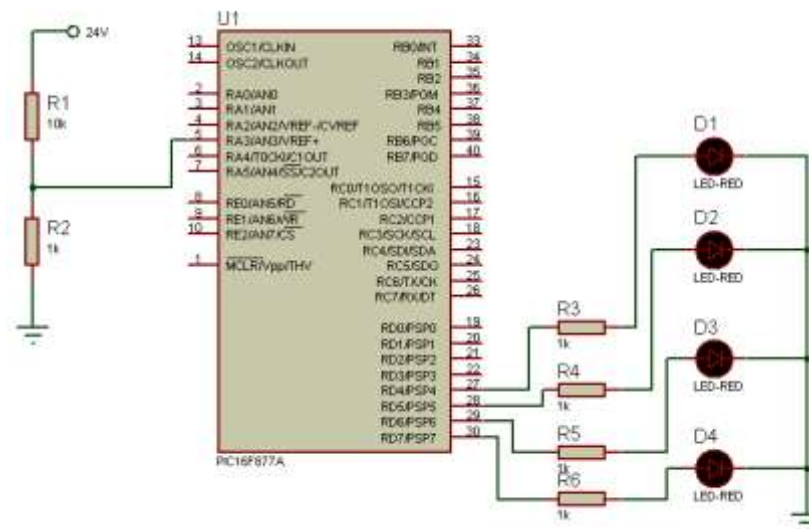 U1
24V
R1
10k
R2
1k
13
14
2
3
4
5
6
7
8
9
10
1
OSC1/CLKIN
OSC2/CLKOUT
RA0/AN0
RA1/AN1
RA2/AN2/VREF-/CVREF
RA3/AN3/VREF+
RA4/T0CKI/C1OUT
RA5/AN4/SS/C2OUT
RE0/AN5/RD
RE1/AN6/WR
RE2/AN7/CS
MCLR/Vpp/THV
RB0/INT
RB1
RB2
RB3/PGM
RB4
RB5
RB6/PGC
RB7/PGD
RC0/T1OSO/T1CKI
RC1/T1OSI/CCP2
RC2/CCP1
RC3/SCK/SCL
RC4/SDI/SDA
RC5/SDO
RC6/TX/CK
RC7/RX/DT
RD0/PSP0
RD1/PSP1
RD2/PSP2
RD3/PSP3
RD4/PSP4
RD5/PSP5
RD6/PSP6
RD7/PSP7
33
34
35
36
37
38
39
40
15
16
17
18
23
24
25
26
19
20
21
22
27
28
29
30
PIC16F877A
R3
1k
R4
1k
R5
1k
R6
1k
D1
LED-RED
D2
LED-RED
D3
LED-RED
D4
LED-RED